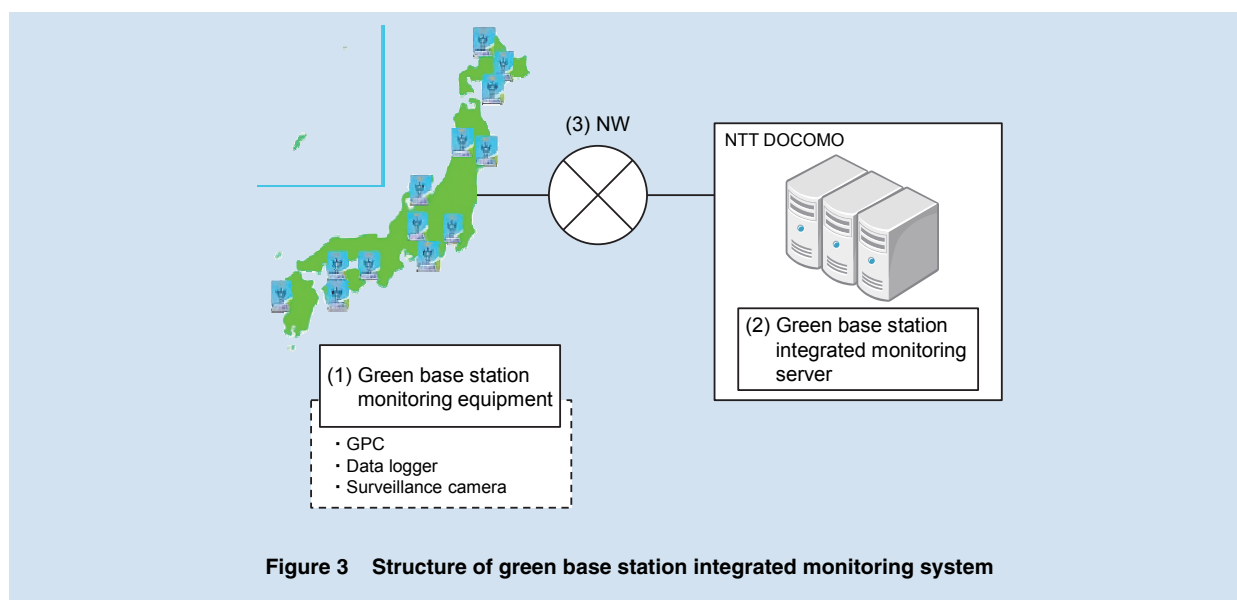 (3) NW
NTT DOCOMO
(2) Green base station
integrated monitoring
server
(1) Green base station
monitoring equipment
・GPC
・Data logger
・Surveillance camera
Figure 3 Structure of green base station integrated monitoring system